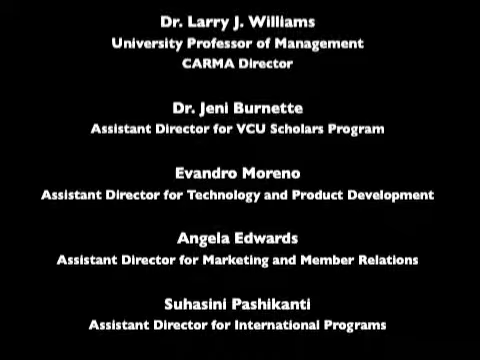 Dr. Larry J. Williams
University Professor of Management
CARMA Director
Dr. Jeni Burnette
Assistant Director for VCU Scholars Program
Evandro Moreno
Assistant Director for Technology and Product Development
Angela Edwards
Assistant Director for Marketing and Member Relations
Suhasini Pashikanti
Assistant Director for International Programs